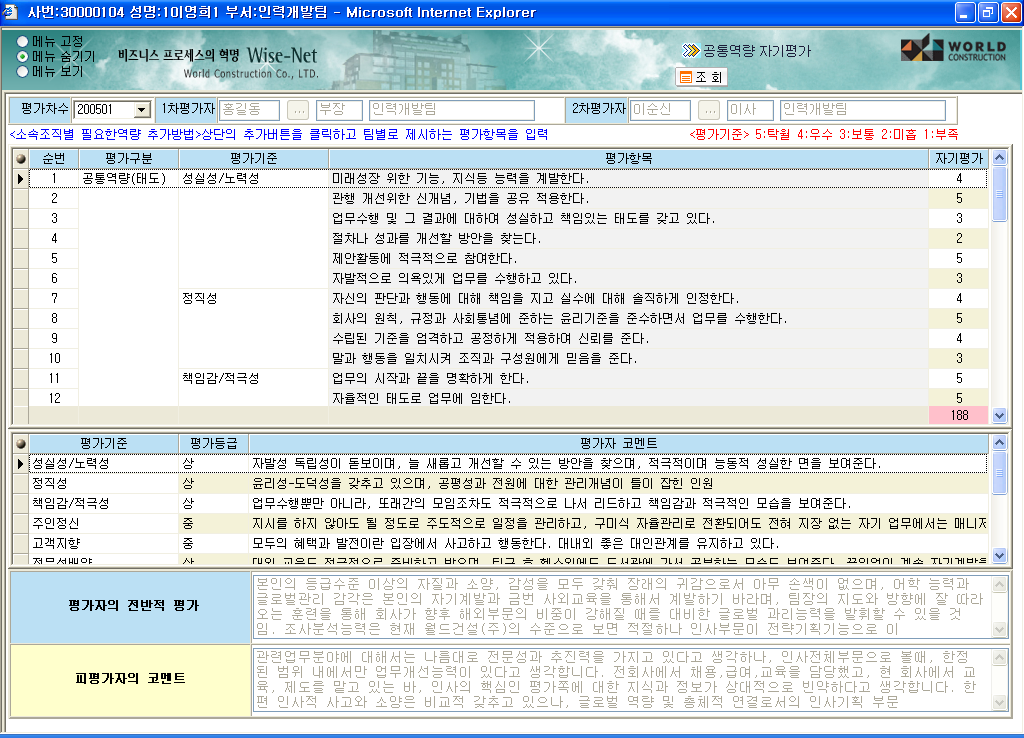 사번:30000104 성명:10|영희1 부서:인력개발팀 - Microsoft Internet Explorer
메뉴 고정
메뉴 숨기기
메뉴 보기
비즈니스 프로세스의 혁명 Wise-Net
World Construction Co., LTD.
공통역량 자기평가
조 회
WORLD
CONSTRUCTION
평가차수 200501 1차평가자 홍길동 ... 부장 인력개발팀 2차평가자 이순신 ... 이사 인력개발팀
<소속조직별 필요한역량 추가방법>상단의 추가버튼을 클릭하고 팀별로 제시하는 평가항목을 입력 <평가기준> 5:탁월 4:우수 3:보통 2:미흡 1:부족
순번 평가구분 평가기준 평가항목 자기평가
1 공통역량(태도) 성실성/노력성 미래성장 위한 기능, 지식등 능력을 계발한다. 4
2 관행 개선위한 신개념, 기법을 공유 적용한다. 5
3 업무수행 및 그 결과에 대하여 성실하고 책임있는 태도를 갖고 있다. 3
4 절차나 성과를 개선할 방안을 찾는다. 2
5 제안활동에 적극적으로 참여한다. 5
6 자발적으로 의욕있게 업무를 수행하고 있다. 3
7 정직성 자신의 판단과 행동에 대해 책임을 지고 실수에 대해 솔직하게 인정한다. 4
8 회사의 원칙, 규정과 사회통념에 준하는 윤리기준을 준수하면서 업무를 수행한다. 5
9 수립된 기준을 엄격하고 공정하게 적용하여 신뢰를 준다. 4
10 말과 행동을 일치시켜 조직과 구성원에게 믿음을 준다. 3
11 책임감/적극성 업무의 시작과 끝을 명확하게 한다. 5
12 자율적인 태도로 업무에 임한다. 5
188
평가기준 평가등급 평가자 코멘트
성실성/노력성 상 자발성 독립성이 돋보이며, 늘 새롭고 개선할 수 있는 방안을 찾으며, 적극적이며 능동적 성실한 면을 보여준다.
정직성 상 윤리성-도덕성을 갖추고 있으며, 공평성과 전원에 대한 관리개념이 틀이 잡힌 인원
책임감/적극성 상 업무수행뿐만 아니라, 또래간의 모임조차도 적극적으로 나서 리드하고 책임감과 적극적인 모습을 보여준다.
주인정신 중 지시를 하지 않아도 될 정도로 주도적으로 일정을 관리하고, 구미식 자율관리로 전환되어도 전혀 지장 없는 자기 업무에서는 매니저
고객지향 중 모두의 혜택과 발전이란 입장에서 사고하고 행동한다. 대내외 좋은 대인관계를 유지하고 있다.
평가자의 전반적 평가
본인의 등급수준 이상의 자질과 소양, 감성을 모두 갖춰 장래의 귀감으로서 아무 손색이 없으며, 어학 능력과
글로벌관리 감각은 본인의 자기계발과 금번 사외교육을 통해서 계발하기 바라며, 팀장의 지도와 방향에 잘 따라
오는 훈련을 통해 회사가 향후 해외부문의 비중이 강해질 때를 대비한 글로벌 과리능력을 발휘할 수 있을 것
임. 조사분석능력은 현재 월드건설(주)의 수준으로 보면 적절하나 인사부문이 전략기획기능으로 이
피평가자의 코멘트
관련업무분야에 대해서는 나름대로 전문성과 추진력을 가지고 있다고 생각하나, 인사전체부문으로 볼때, 한정
된 범위 내에서만 업무개선능력이 있다고 생각합니다. 전회사에서 채용,급여,교육을 담당했고, 현 회사에서 교
육, 제도를 맡고 있는 바, 인사의 핵심인 평가쪽에 대한 지식과 정보가 상대적으로 빈약하다고 생각합니다. 한
편 인사적 사고와 소양은 비교적 갖추고 있으나, 글로벌 역량 및 총체적 연결로서의 인사기획 부문